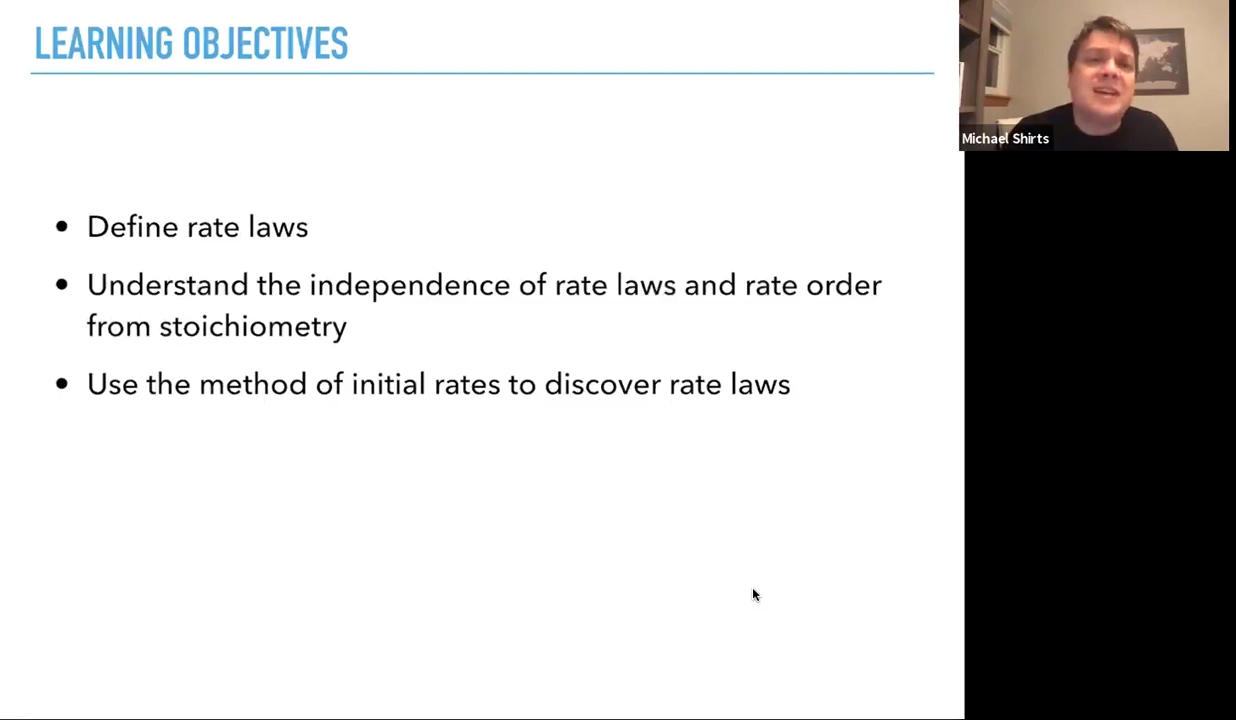 LEARNING OBJECTIVES
Michael Shirts
• Define rate laws
• Understand the independence of rate laws and rate order
from stoichiometry
• Use the method of initial rates to discover rate laws